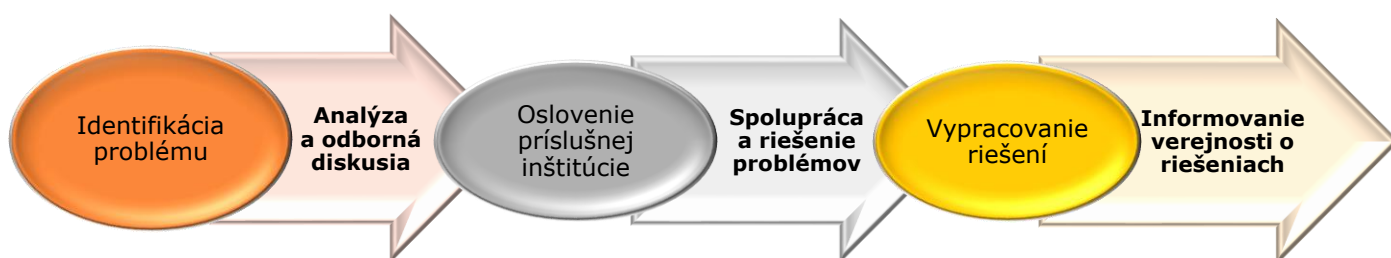 Identifikácia
problému
Analýza
a odborná
diskusia
Oslovenie
príslušnej
inštitúcie
Spolupráca
a riešenie
problémov
Vypracovanie
riešení
Informovanie
verejnosti o
riešeniach